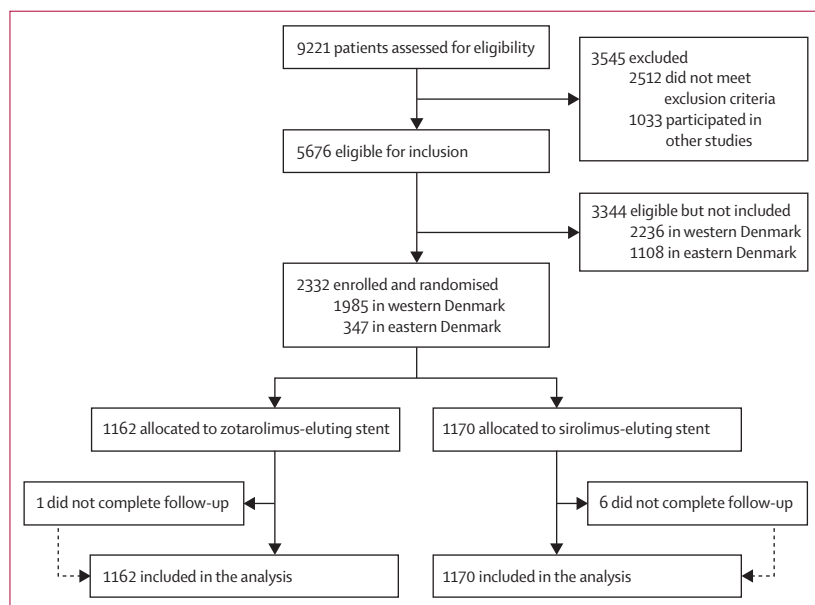 9221 patients assessed for eligibility
3545 excluded
2512 did not meet
exclusion criteria
1033 participated in
other studies
5676 eligible for inclusion
3344 eligible but not included
2236 in western Denmark
1108 in eastern Denmark
2332 enrolled and randomised
1985 in western Denmark
347 in eastern Denmark
1162 allocated to zotarolimus-eluting stent
1170 allocated to sirolimus-eluting stent
1 did not complete follow-up
6 did not complete follow-up
1162 included in the analysis
1170 included in the analysis